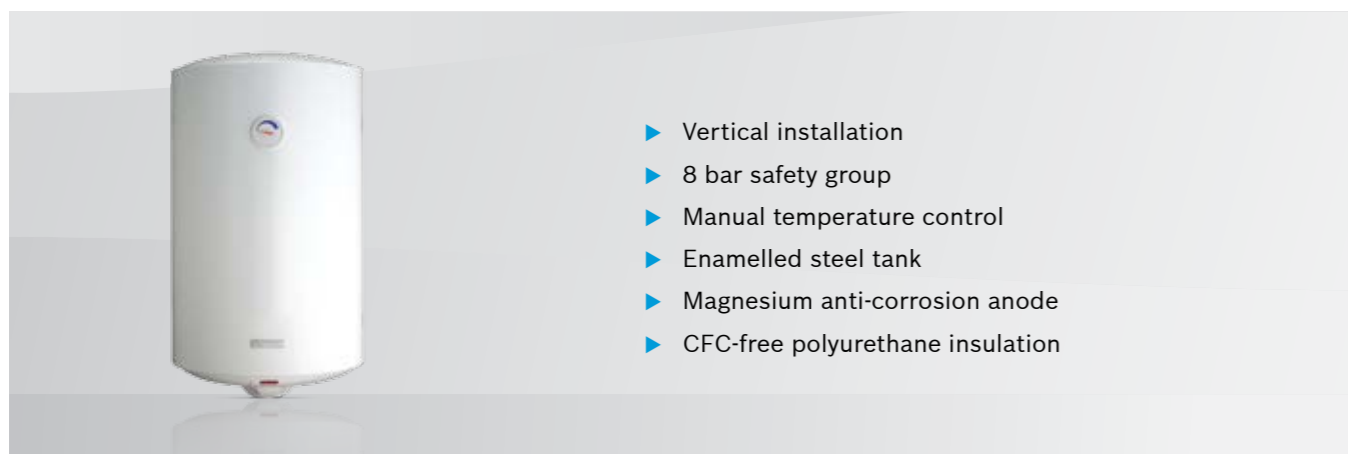 Vertical installation
8 bar safety group
Manual temperature control
Enamelled steel tank
Magnesium anti-corrosion anode
CFC-free polyurethane insulation